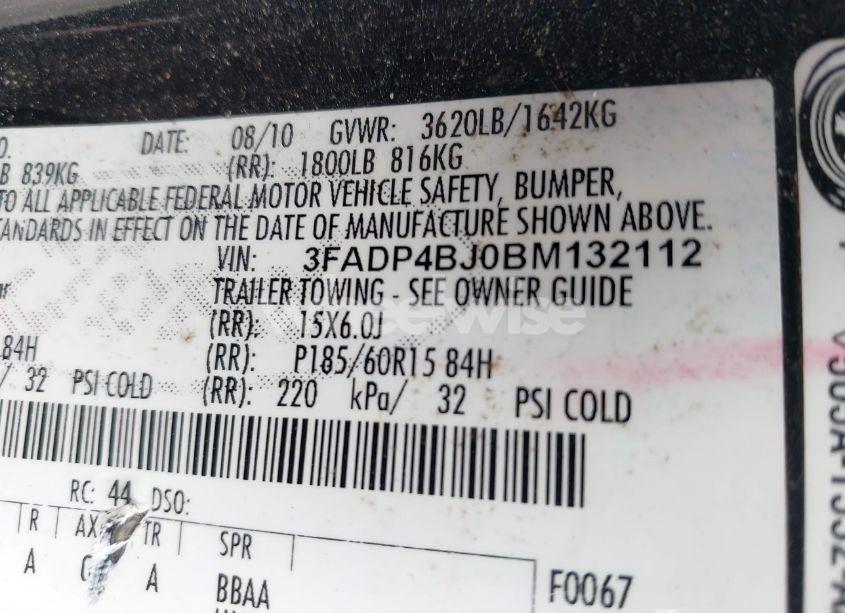 O. DATE: 08/10 GVWR: 3620LB/1642KG
B 839KG (RR): 1800LB 816KG
TO ALL APPLICABLE FEDERAL MOTOR VEHICLE SAFETY, BUMPER,
TANDARDS IN EFFECT ON THE DATE OF MANUFACTURE SHOWN ABOVE.
VIN: 3FADP4BJ0BM132112
TRAILER TOWING - SEE OWNER GUIDE
(RR): 15X6.0J
84H (RR): P185/60R15 84H
/ 32 PSI COLD (RR): 220 kPa/ 32 PSI COLD
RC: 44 DSO:
R AX TR SPR
A A BBAA F0067